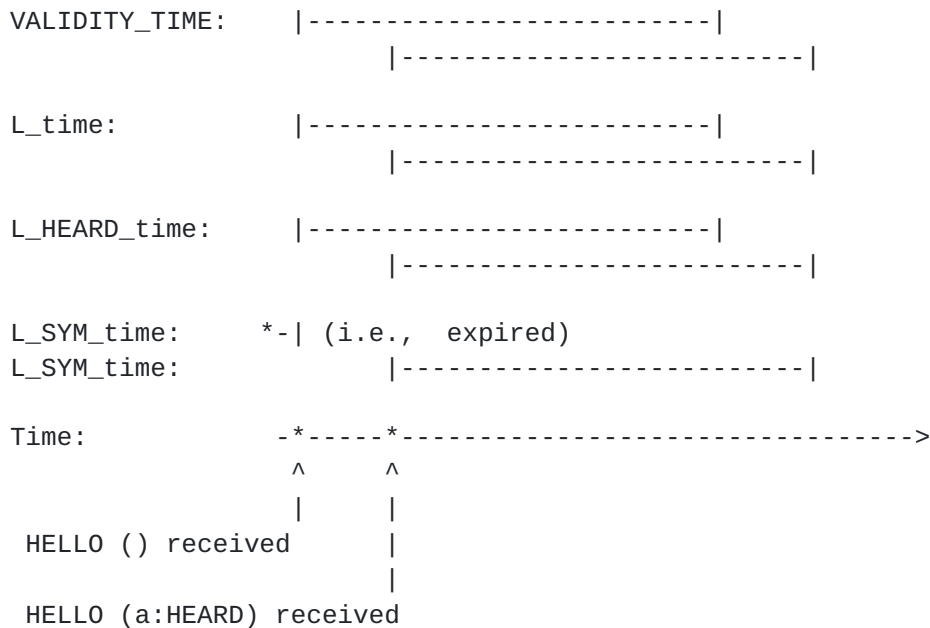 VALIDITY_TIME:    |--------------------------|
                        |--------------------------|
L_time:           |--------------------------|
                        |--------------------------|
L_HEARD_time:     |--------------------------|
                        |--------------------------|
L_SYM_time:     *-| (i.e.,  expired)
L_SYM_time:             |--------------------------|
Time:            -*-----*--------------------------------->
                  ^     ^
                  |     |
 HELLO () received      |
                        |
 HELLO (a:HEARD) received